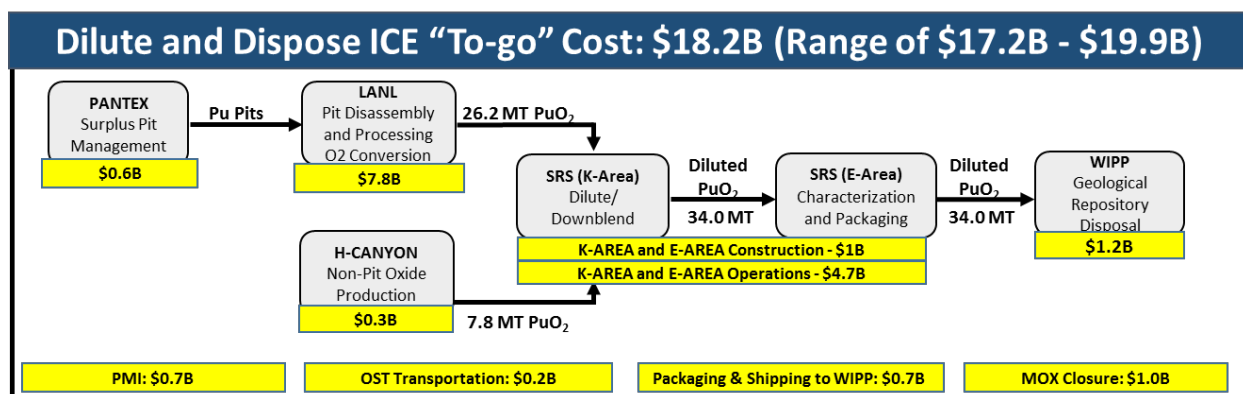 Dilute and Dispose ICE “To-go” Cost: $18.2B (Range of $17.2B - $19.9B)
PANTEX
Surplus Pit
Management
$0.6B
Pu Pits
LANL
Pit Disassembly
and Processing
O2 Conversion
$7.8B
26.2 MT PuO₂
H-CANYON
Non-Pit Oxide
Production
$0.3B
7.8 MT PuO₂
SRS (K-Area)
Dilute/
Downblend
Diluted
PuO₂
34.0 MT
SRS (E-Area)
Characterization
and Packaging
K-AREA and E-AREA Construction - $1B
K-AREA and E-AREA Operations - $4.7B
Diluted
PuO₂
34.0 MT
WIPP
Geological
Repository
Disposal
$1.2B
PMI: $0.7B
OST Transportation: $0.2B
Packaging & Shipping to WIPP: $0.7B
MOX Closure: $1.0B